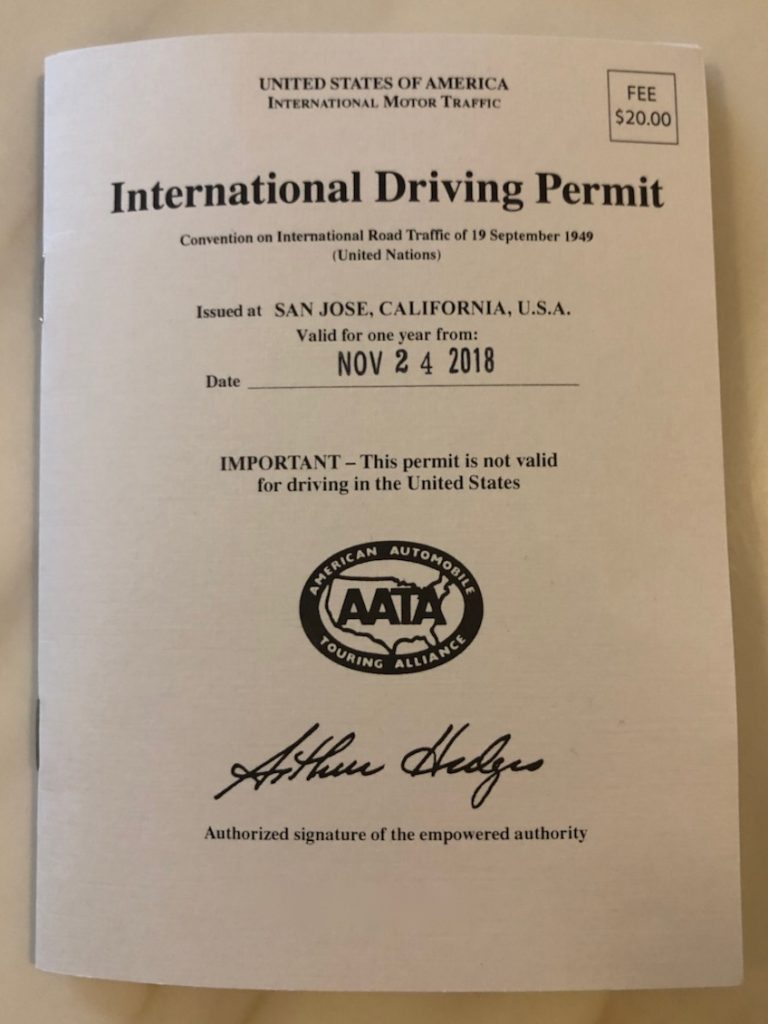 UNITED STATES OF AMERICA
INTERNATIONAL MOTOR TRAFFIC
FEE
$20.00
International Driving Permit
Convention on International Road Traffic of 19 September 1949
(United Nations)
Issued at SAN JOSE, CALIFORNIA, U.S.A.
Valid for one year from:
Date NOV 24 2018
IMPORTANT – This permit is not valid
for driving in the United States
AMERICAN AUTOMOBILE
AATA
TOURING ALLIANCE
Arthur Hedges
Authorized signature of the empowered authority